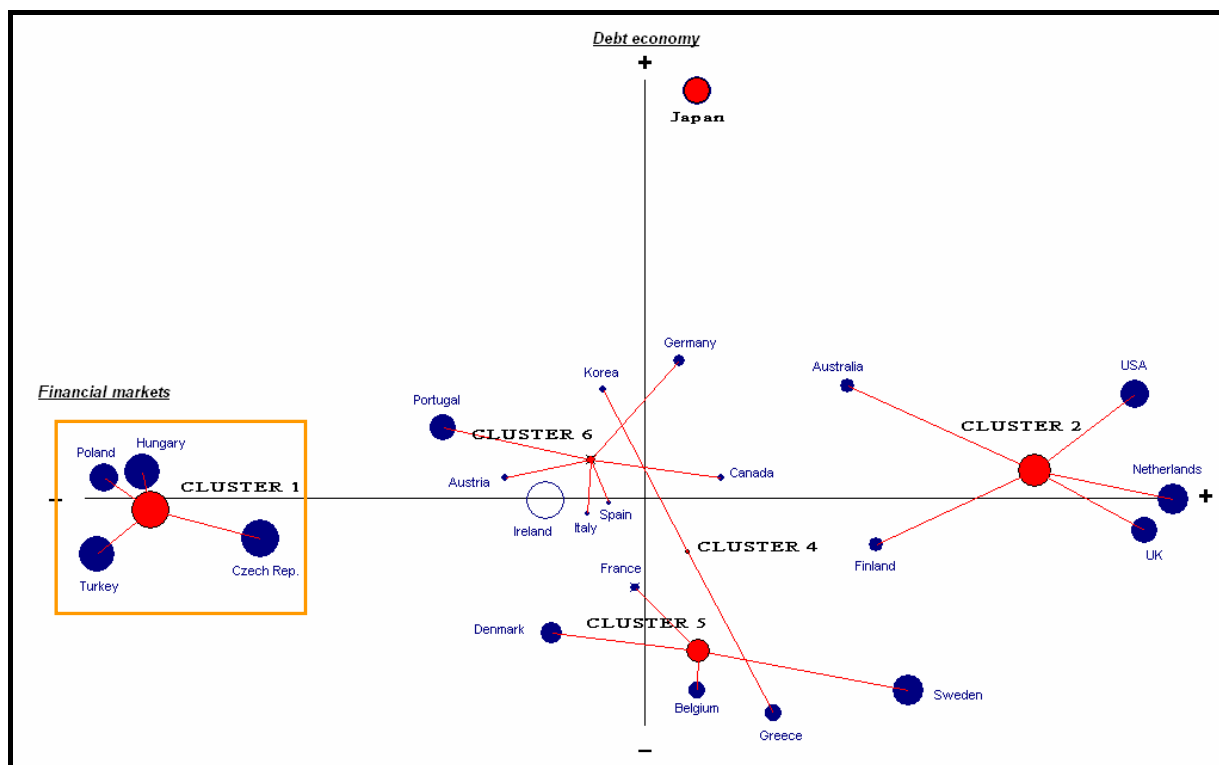 Debt economy
+
Japan
Germany
Korea
Australia
USA
Financial markets
Portugal
CLUSTER 6
CLUSTER 2
Hungary
Poland
CLUSTER 1
Austria
Canada
Netherlands
-
+
Ireland
Italy
Spain
CLUSTER 4
UK
Finland
France
Czech Rep.
Turkey
CLUSTER 5
Denmark
Sweden
Belgium
Greece
–